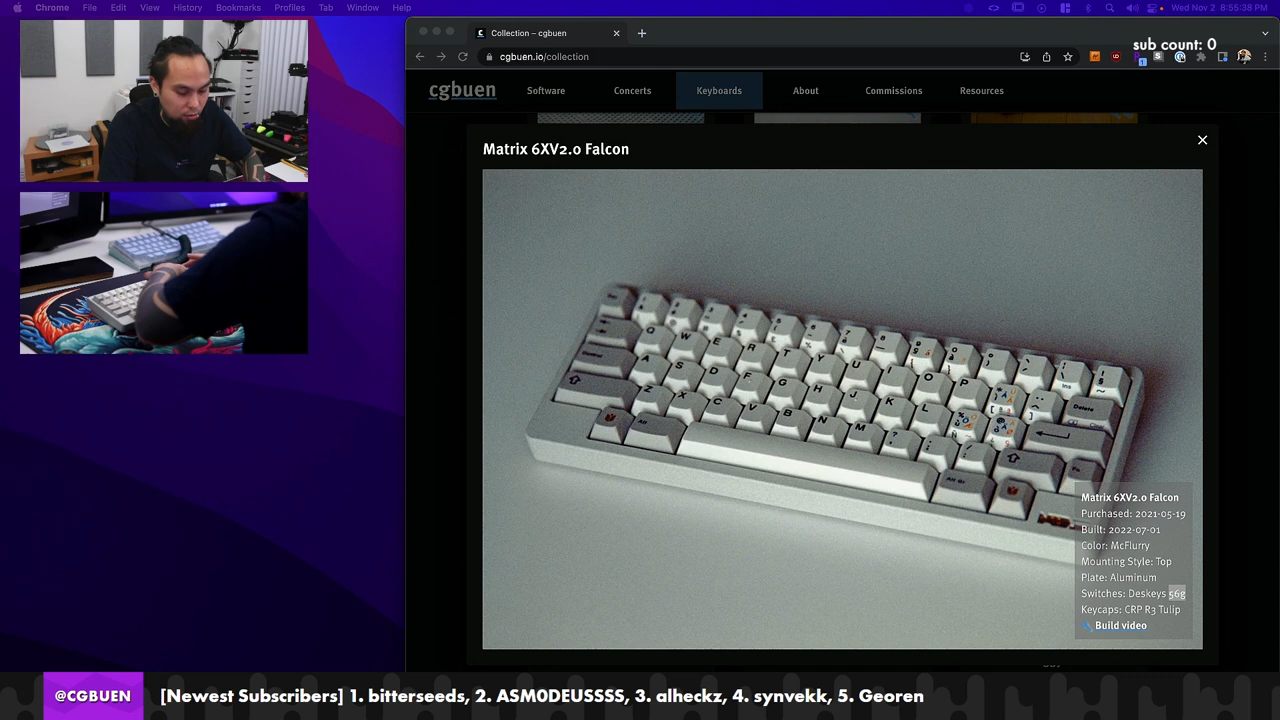 Chrome File Edit View History Bookmarks Profiles Tab Window Help
Wed Nov 2 8:55:38 PM
Collection – cgbuen
sub count: 0
cgbuen.io/collection
cgbuen Software Concerts Keyboards About Commissions Resources
Matrix 6XV2.0 Falcon
Q W E R T Y U I O P
A S D F G H J K L
Z X C V B N M
Delete
Alt
Alt Gr
Matrix 6XV2.0 Falcon
Purchased: 2021-05-19
Built: 2022-07-01
Color: McFlurry
Mounting Style: Top
Plate: Aluminum
Switches: Deskeys 56g
Keycaps: CRP R3 Tulip
Build video
@CGBUEN [Newest Subscribers] 1. bitterseeds, 2. ASM0DEUSSSS, 3. alheckz, 4. synvekk, 5. Georen